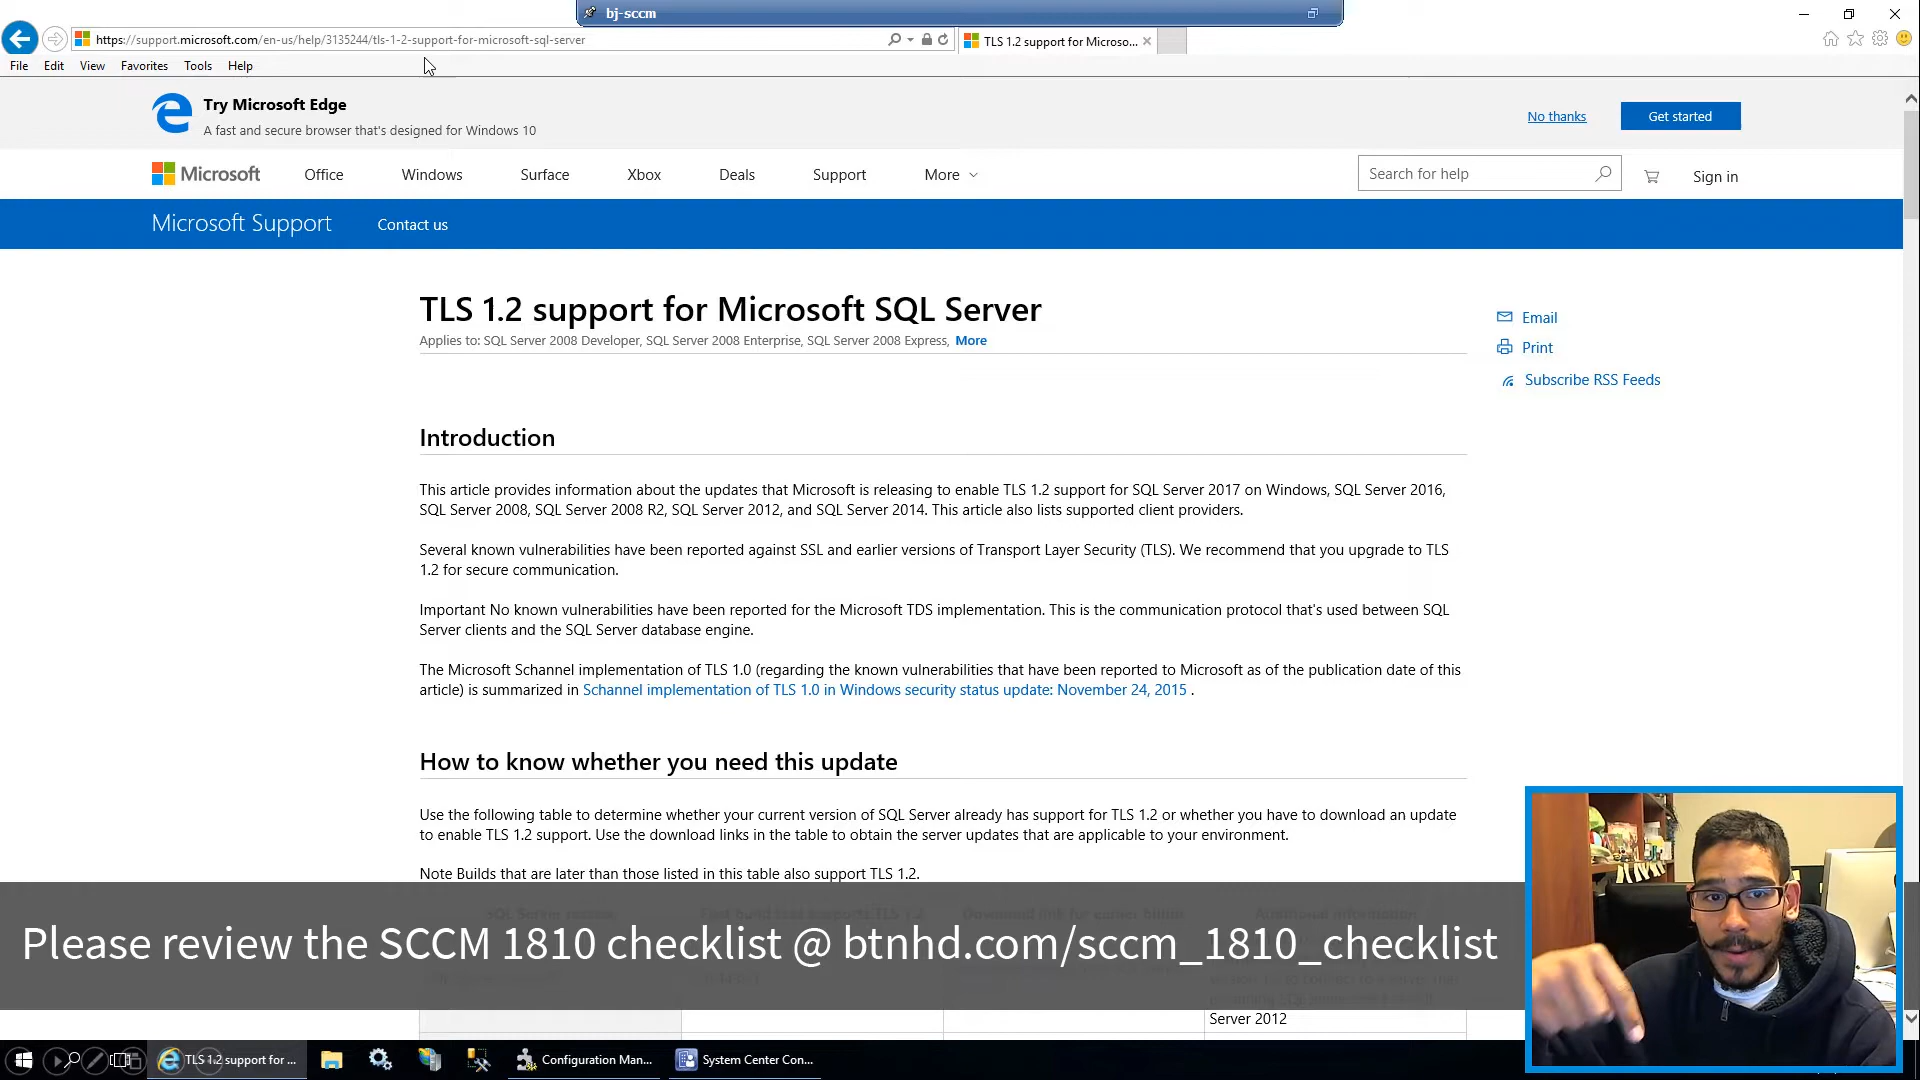 bj-sccm
https://support.microsoft.com/en-us/help/3135244/tls-1-2-support-for-microsoft-sql-server
TLS 1.2 support for Microso...
File Edit View Favorites Tools Help
Try Microsoft Edge
A fast and secure browser that's designed for Windows 10
No thanks
Get started
Microsoft Office Windows Surface Xbox Deals Support More
Search for help
Sign in
Microsoft Support Contact us
TLS 1.2 support for Microsoft SQL Server
Applies to: SQL Server 2008 Developer, SQL Server 2008 Enterprise, SQL Server 2008 Express, More
Email
Print
Subscribe RSS Feeds
Introduction
This article provides information about the updates that Microsoft is releasing to enable TLS 1.2 support for SQL Server 2017 on Windows, SQL Server 2016,
SQL Server 2008, SQL Server 2008 R2, SQL Server 2012, and SQL Server 2014. This article also lists supported client providers.
Several known vulnerabilities have been reported against SSL and earlier versions of Transport Layer Security (TLS). We recommend that you upgrade to TLS
1.2 for secure communication.
Important No known vulnerabilities have been reported for the Microsoft TDS implementation. This is the communication protocol that's used between SQL
Server clients and the SQL Server database engine.
The Microsoft Schannel implementation of TLS 1.0 (regarding the known vulnerabilities that have been reported to Microsoft as of the publication date of this
article) is summarized in Schannel implementation of TLS 1.0 in Windows security status update: November 24, 2015 .
How to know whether you need this update
Use the following table to determine whether your current version of SQL Server already has support for TLS 1.2 or whether you have to download an update
to enable TLS 1.2 support. Use the download links in the table to obtain the server updates that are applicable to your environment.
Note Builds that are later than those listed in this table also support TLS 1.2.
Please review the SCCM 1810 checklist @ btnhd.com/sccm_1810_checklist
Server 2012
TLS 1.2 support for ...
Configuration Man...
System Center Con...